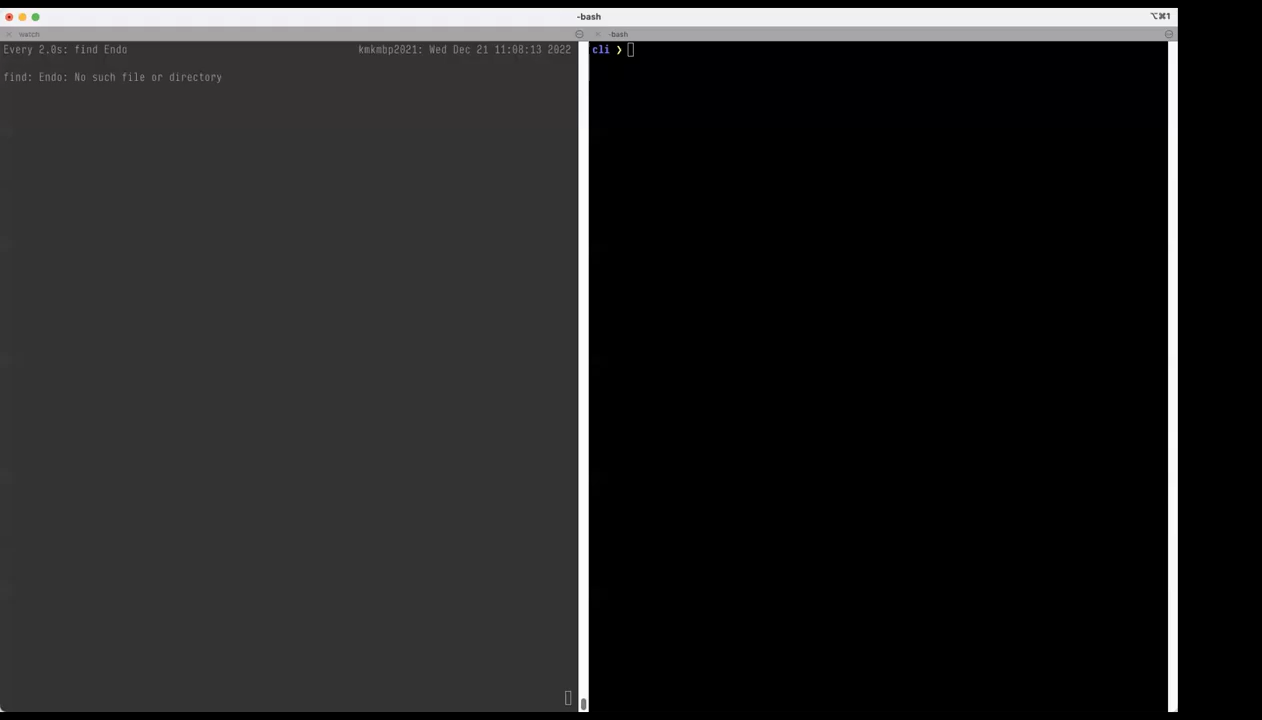 -bash
⌥⌘1
watch
-bash
Every 2.0s: find Endo
kmkmbp2021: Wed Dec 21 11:08:13 2022
find: Endo: No such file or directory
cli ❯